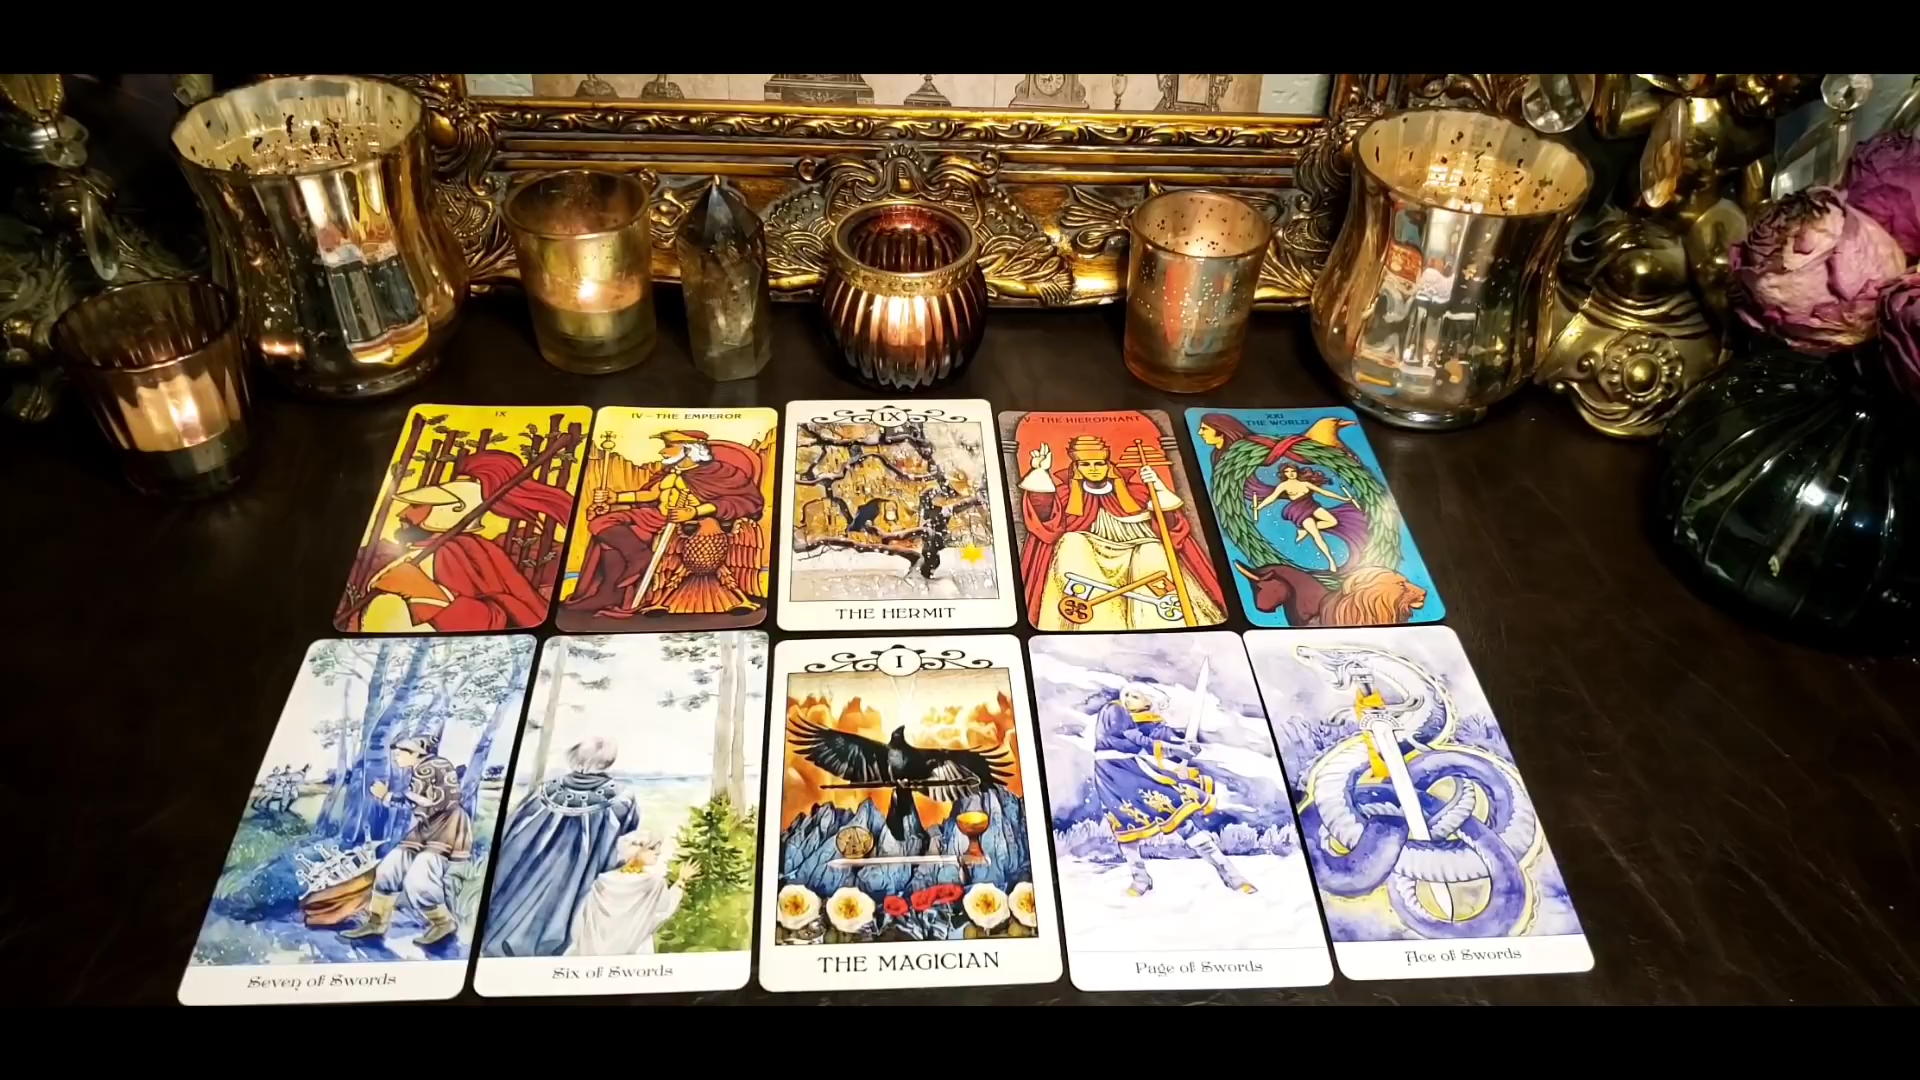 IX
IV-THE EMPEROR
IX
THE HERMIT
V-THE HIEROPHANT
XXI
THE WORLD
Seven of Swords
Six of Swords
I
THE MAGICIAN
Page of Swords
Ace of Swords